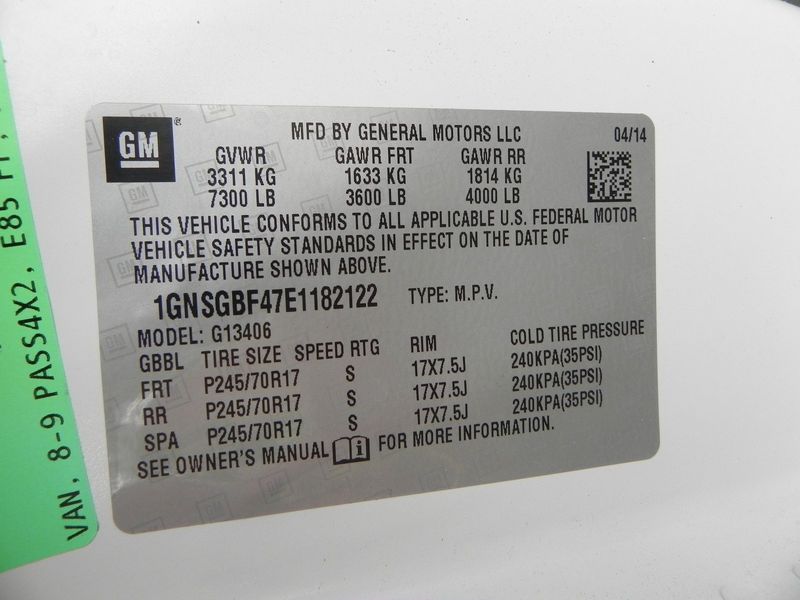 GM®
MFD BY GENERAL MOTORS LLC 04/14
GVWR GAWR FRT GAWR RR
3311 KG 1633 KG 1814 KG
7300 LB 3600 LB 4000 LB
THIS VEHICLE CONFORMS TO ALL APPLICABLE U.S. FEDERAL MOTOR
VEHICLE SAFETY STANDARDS IN EFFECT ON THE DATE OF
MANUFACTURE SHOWN ABOVE.
1GNSGBF47E1182122 TYPE: M.P.V.
MODEL: G13406
GBBL TIRE SIZE SPEED RTG RIM COLD TIRE PRESSURE
FRT P245/70R17 S 17X7.5J 240KPA(35PSI)
RR P245/70R17 S 17X7.5J 240KPA(35PSI)
SPA P245/70R17 S 17X7.5J 240KPA(35PSI)
SEE OWNER'S MANUAL FOR MORE INFORMATION.
VAN, 8-9 PASS4X2, E85 FF,